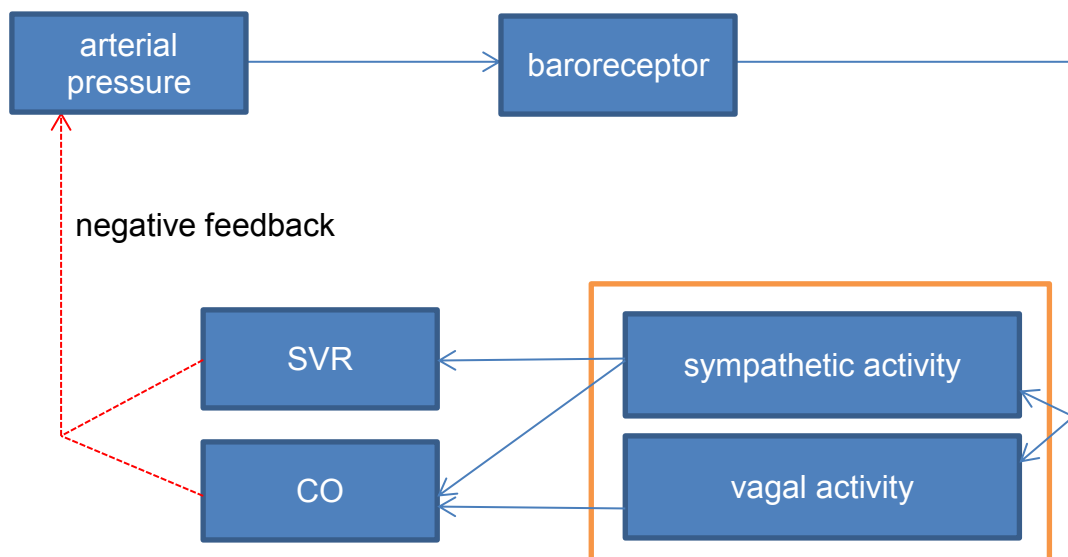 arterial
pressure
baroreceptor
negative feedback
SVR
sympathetic activity
CO
vagal activity